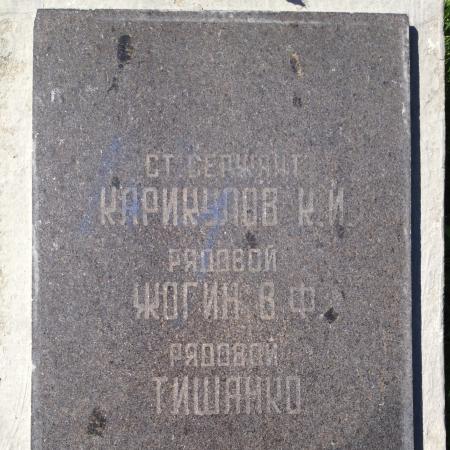 СТ СЕРЖАНТ
КАРИКУЛОВ К.И.
РЯДОВОЙ
ЖОГИН В.Ф.
РЯДОВОЙ
ТИШАНКО